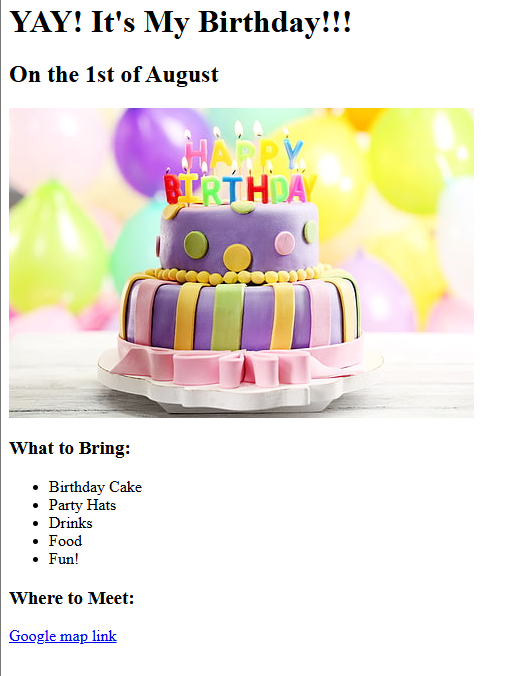 YAY! It's My Birthday!!!
On the 1st of August
HAPPY
BIRTHDAY
What to Bring:
Birthday Cake
Party Hats
Drinks
Food
Fun!
Where to Meet:
Google map link